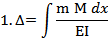 1. Δ = ∫ m M dx / EI